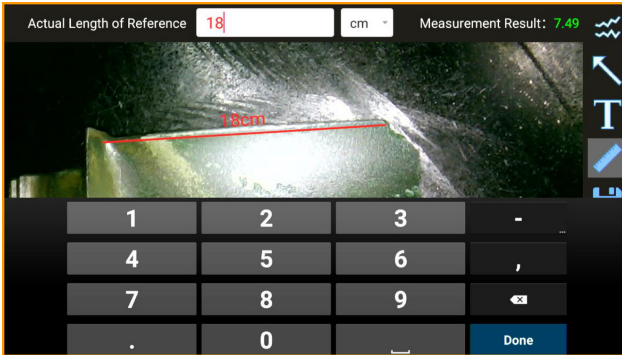 Actual Length of Reference 18 cm Measurement Result: 7.49
T
18cm
1 2 3 -
...
4 5 6 ,
7 8 9
. 0 Done